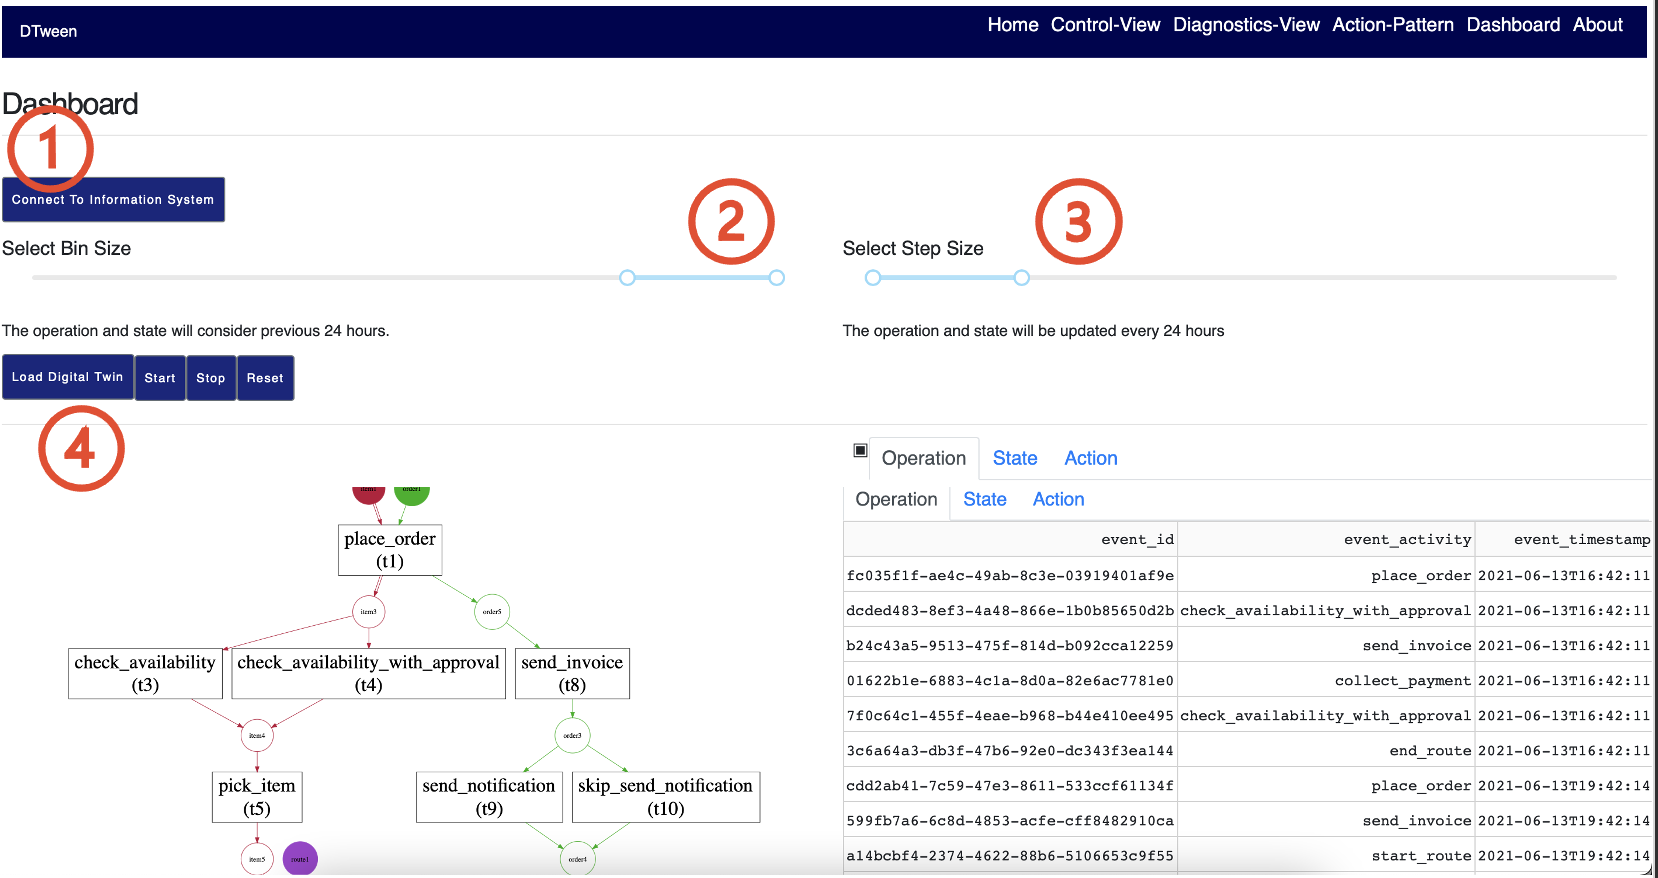 DTween
Home Control-View Diagnostics-View Action-Pattern Dashboard About
Dashboard
1
Connect To Information System
2
3
Select Bin Size
Select Step Size
The operation and state will consider previous 24 hours.
The operation and state will be updated every 24 hours
Load Digital Twin Start Stop Reset
4
Operation State Action
Operation State Action
order1
place_order
(t1)
item3
order5
check_availability
(t3)
check_availability_with_approval
(t4)
send_invoice
(t8)
item4
order3
pick_item
(t5)
send_notification
(t9)
skip_send_notification
(t10)
item5
route1
order4
event_id event_activity event_timestamp
fc035f1f-ae4c-49ab-8c3e-03919401af9e place_order 2021-06-13T16:42:11
dcded483-8ef3-4a48-866e-1b0b85650d2b check_availability_with_approval 2021-06-13T16:42:11
b24c43a5-9513-475f-814d-b092cca12259 send_invoice 2021-06-13T16:42:11
01622b1e-6883-4c1a-8d0a-82e6ac7781e0 collect_payment 2021-06-13T16:42:11
7f0c64c1-455f-4eae-b968-b44e410ee495 check_availability_with_approval 2021-06-13T16:42:11
3c6a64a3-db3f-47b6-92e0-dc343f3ea144 end_route 2021-06-13T16:42:11
cdd2ab41-7c59-47e3-8611-533ccf61134f place_order 2021-06-13T19:42:14
599fb7a6-6c8d-4853-acfe-cff8482910ca send_invoice 2021-06-13T19:42:14
a14bcbf4-2374-4622-88b6-5106653c9f55 start_route 2021-06-13T19:42:14